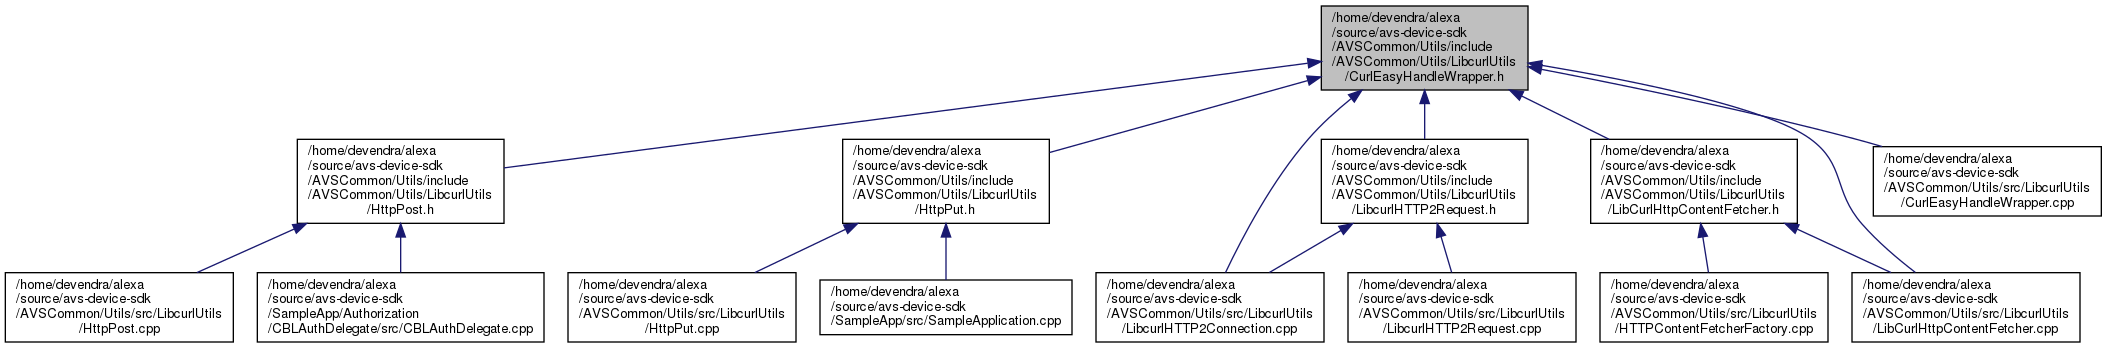 /home/devendra/alexa
/source/avs-device-sdk
/AVSCommon/Utils/include
/AVSCommon/Utils/LibcurlUtils
/CurlEasyHandleWrapper.h
/home/devendra/alexa
/source/avs-device-sdk
/AVSCommon/Utils/include
/AVSCommon/Utils/LibcurlUtils
/HttpPost.h
/home/devendra/alexa
/source/avs-device-sdk
/AVSCommon/Utils/include
/AVSCommon/Utils/LibcurlUtils
/HttpPut.h
/home/devendra/alexa
/source/avs-device-sdk
/AVSCommon/Utils/include
/AVSCommon/Utils/LibcurlUtils
/LibcurlHTTP2Request.h
/home/devendra/alexa
/source/avs-device-sdk
/AVSCommon/Utils/include
/AVSCommon/Utils/LibcurlUtils
/LibCurlHttpContentFetcher.h
/home/devendra/alexa
/source/avs-device-sdk
/AVSCommon/Utils/src/LibcurlUtils
/CurlEasyHandleWrapper.cpp
/home/devendra/alexa
/source/avs-device-sdk
/AVSCommon/Utils/src/LibcurlUtils
/HttpPost.cpp
/home/devendra/alexa
/source/avs-device-sdk
/SampleApp/Authorization
/CBLAuthDelegate/src/CBLAuthDelegate.cpp
/home/devendra/alexa
/source/avs-device-sdk
/AVSCommon/Utils/src/LibcurlUtils
/HttpPut.cpp
/home/devendra/alexa
/source/avs-device-sdk
/SampleApp/src/SampleApplication.cpp
/home/devendra/alexa
/source/avs-device-sdk
/AVSCommon/Utils/src/LibcurlUtils
/LibcurlHTTP2Connection.cpp
/home/devendra/alexa
/source/avs-device-sdk
/AVSCommon/Utils/src/LibcurlUtils
/LibcurlHTTP2Request.cpp
/home/devendra/alexa
/source/avs-device-sdk
/AVSCommon/Utils/src/LibcurlUtils
/HTTPContentFetcherFactory.cpp
/home/devendra/alexa
/source/avs-device-sdk
/AVSCommon/Utils/src/LibcurlUtils
/LibCurlHttpContentFetcher.cpp